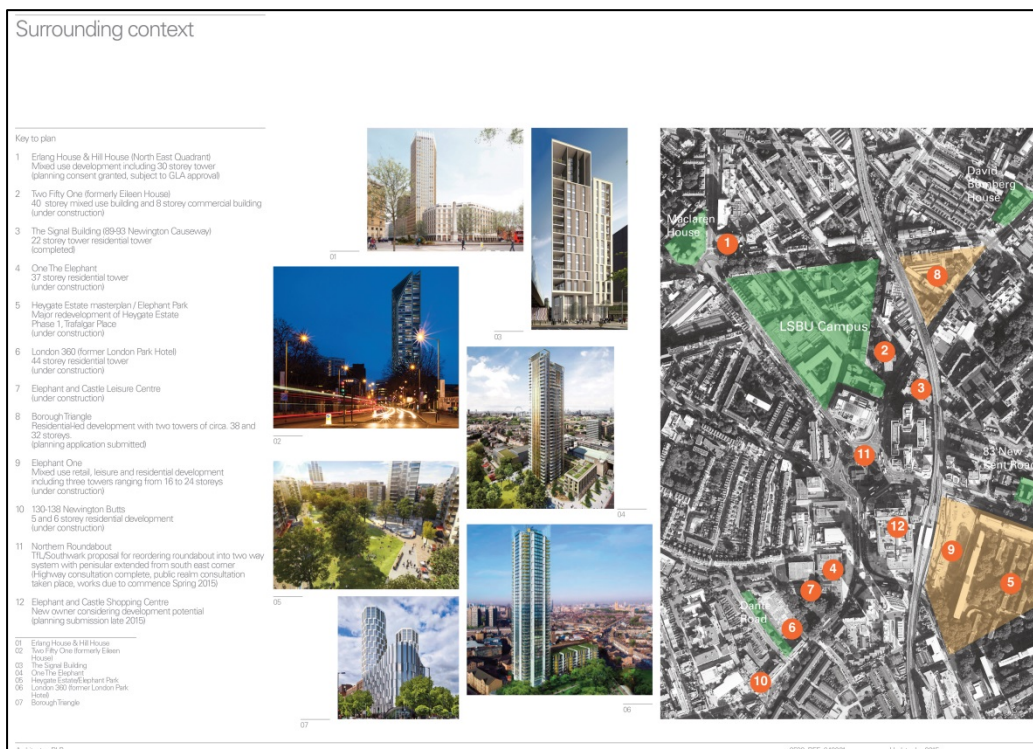 Surrounding context
Key to plan
1 Erlang House & Hill House (North East Quadrant)
Mixed use development including 30 storey tower
(planning consent granted, subject to GLA approval)
2 Two Fifty One (formerly Eileen House)
40 storey mixed use building and 8 storey commercial building
(under construction)
3 The Signal Building (89-93 Newington Causeway)
22 storey tower residential tower
(completed)
4 One The Elephant
37 storey residential tower
(under construction)
5 Heygate Estate masterplan / Elephant Park
Major redevelopment of Heygate Estate
Phase 1, Trafalgar Place
(under construction)
6 London 360 (former London Park Hotel)
44 storey residential tower
(under construction)
7 Elephant and Castle Leisure Centre
(under construction)
8 Borough Triangle
Residential-led development with two towers of circa. 38 and
32 storeys.
(planning application submitted)
9 Elephant One
Mixed use retail, leisure and residential development
including three towers ranging from 16 to 24 storeys
(under construction)
10 130-138 Newington Butts
5 and 6 storey residential development
(under construction)
11 Northern Roundabout
TfL/Southwark proposal for reordering roundabout into two way
system with penisular extended from south east corner
(Highway consultation complete, public realm consultation
taken place, works due to commence Spring 2015)
12 Elephant and Castle Shopping Centre
New owner considering development potential
(planning submission late 2015)
01 Erlang House & Hill House
02 Two Fifty One (formerly Eileen
House)
03 The Signal Building
04 One The Elephant
05 Heygate Estate/Elephant Park
06 London 360 (former London Park
Hotel)
07 Borough Triangle
01
03
02
04
05
07
06
David
Bomberg
House
Maclaren
House
1
8
LSBU Campus
2
3
11
83 New
Kent Road
12
9
4
7
5
Dante
Road
6
10